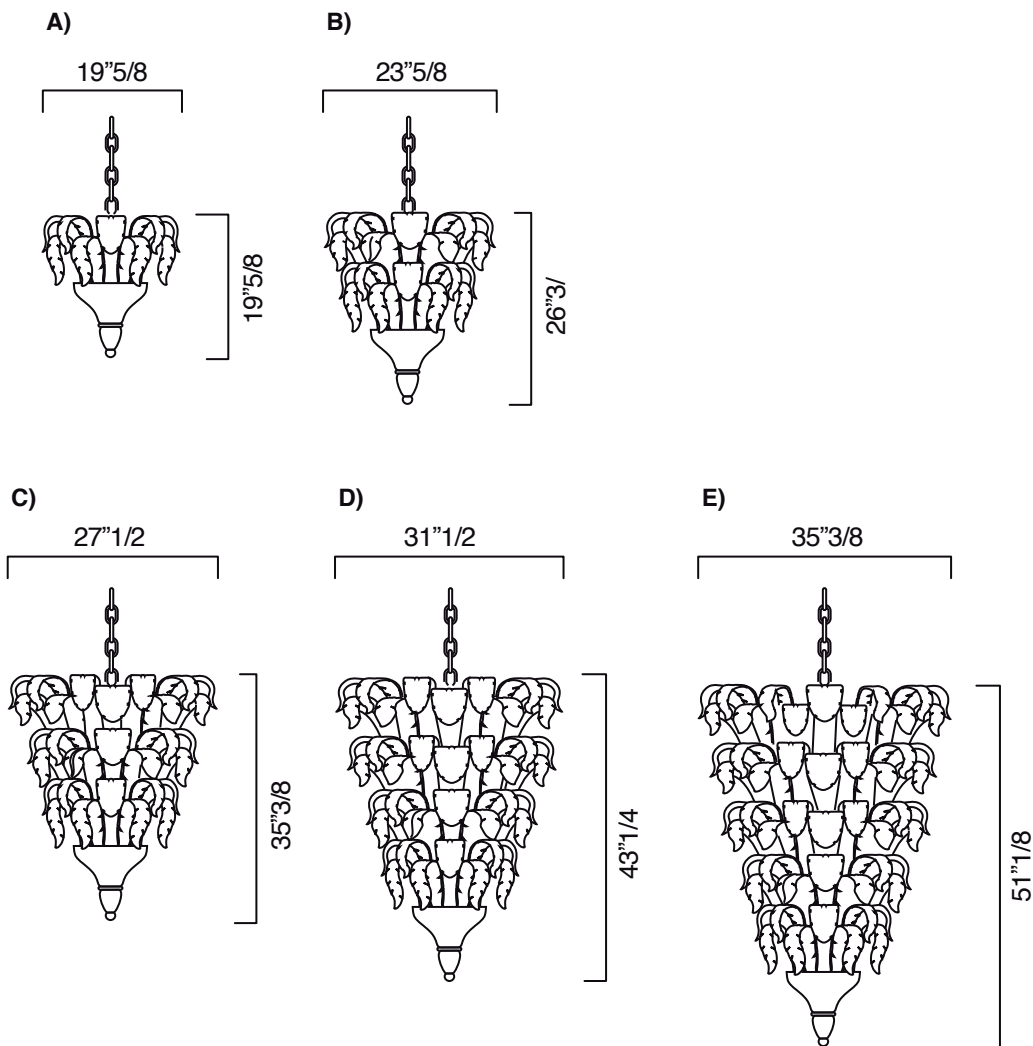 A)
B)
19”5/8
23”5/8
19”5/8
26”3/
C)
D)
E)
27”1/2
31”1/2
35”3/8
35”3/8
43”1/4
51”1/8